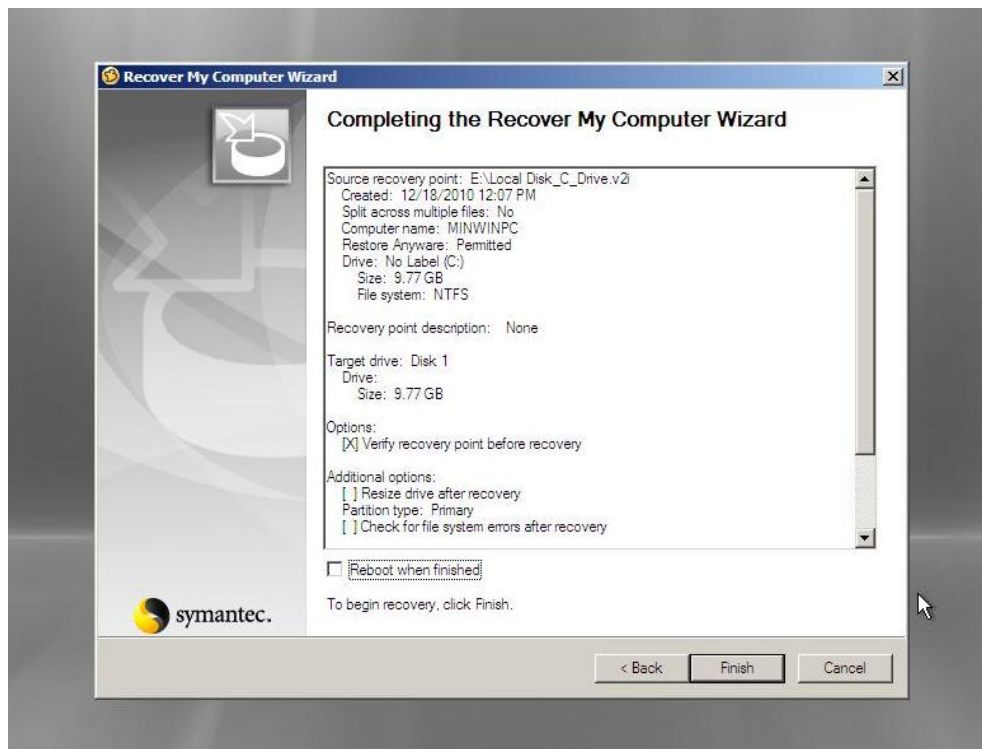 Recover My Computer Wizard
Completing the Recover My Computer Wizard
Source recovery point: E:\Local Disk_C_Drive.v2i
Created: 12/18/2010 12:07 PM
Split across multiple files: No
Computer name: MINWINPC
Restore Anyware: Permitted
Drive: No Label (C:)
Size: 9.77 GB
File system: NTFS
Recovery point description: None
Target drive: Disk 1
Drive:
Size: 9.77 GB
Options:
[X] Verify recovery point before recovery
Additional options:
[ ] Resize drive after recovery
Partition type: Primary
[ ] Check for file system errors after recovery
Reboot when finished
To begin recovery, click Finish.
symantec.
< Back Finish Cancel